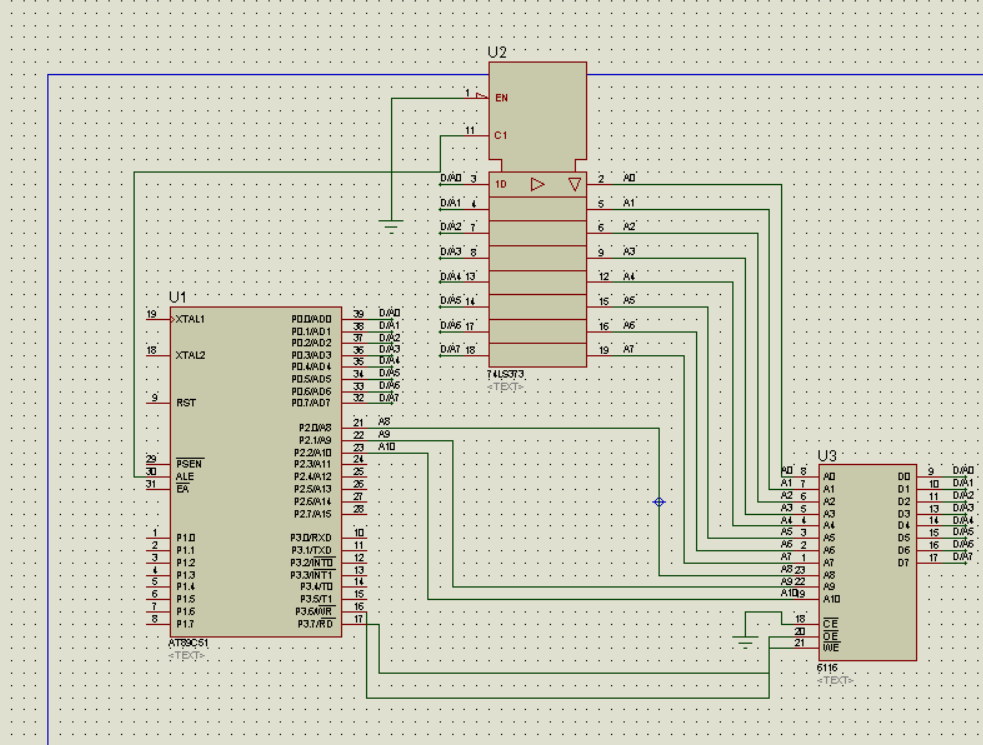 U2
1 EN
11 C1
D/A0 3 1D 2 A0
D/A1 4 5 A1
D/A2 7 6 A2
D/A3 8 9 A3
D/A4 13 12 A4
D/A5 14 15 A5
D/A6 17 16 A6
D/A7 18 19 A7
74LS373
<TEXT>
U1
19 XTAL1 P0.0/AD0 39 D/A0
P0.1/AD1 38 D/A1
P0.2/AD2 37 D/A2
18 XTAL2 P0.3/AD3 36 D/A3
P0.4/AD4 35 D/A4
P0.5/AD5 34 D/A5
P0.6/AD6 33 D/A6
9 RST P0.7/AD7 32 D/A7
P2.0/A8 21 A8
P2.1/A9 22 A9
P2.2/A10 23 A10
29 PSEN P2.3/A11 24
30 ALE P2.4/A12 25
31 EA P2.5/A13 26
P2.6/A14 27
P2.7/A15 28
1 P1.0 P3.0/RXD 10
2 P1.1 P3.1/TXD 11
3 P1.2 P3.2/INT0 12
4 P1.3 P3.3/INT1 13
5 P1.4 P3.4/T0 14
6 P1.5 P3.5/T1 15
7 P1.6 P3.6/WR 16
8 P1.7 P3.7/RD 17
AT89C51
<TEXT>
U3
A0 8 A0 D0 9 D/A0
A1 7 A1 D1 10 D/A1
A2 6 A2 D2 11 D/A2
A3 5 A3 D3 13 D/A3
A4 4 A4 D4 14 D/A4
A5 3 A5 D5 15 D/A5
A6 2 A6 D6 16 D/A6
A7 1 A7 D7 17 D/A7
A8 23 A8
A9 22 A9
A10 19 A10
18 CE
20 OE
21 WE
6116
<TEXT>